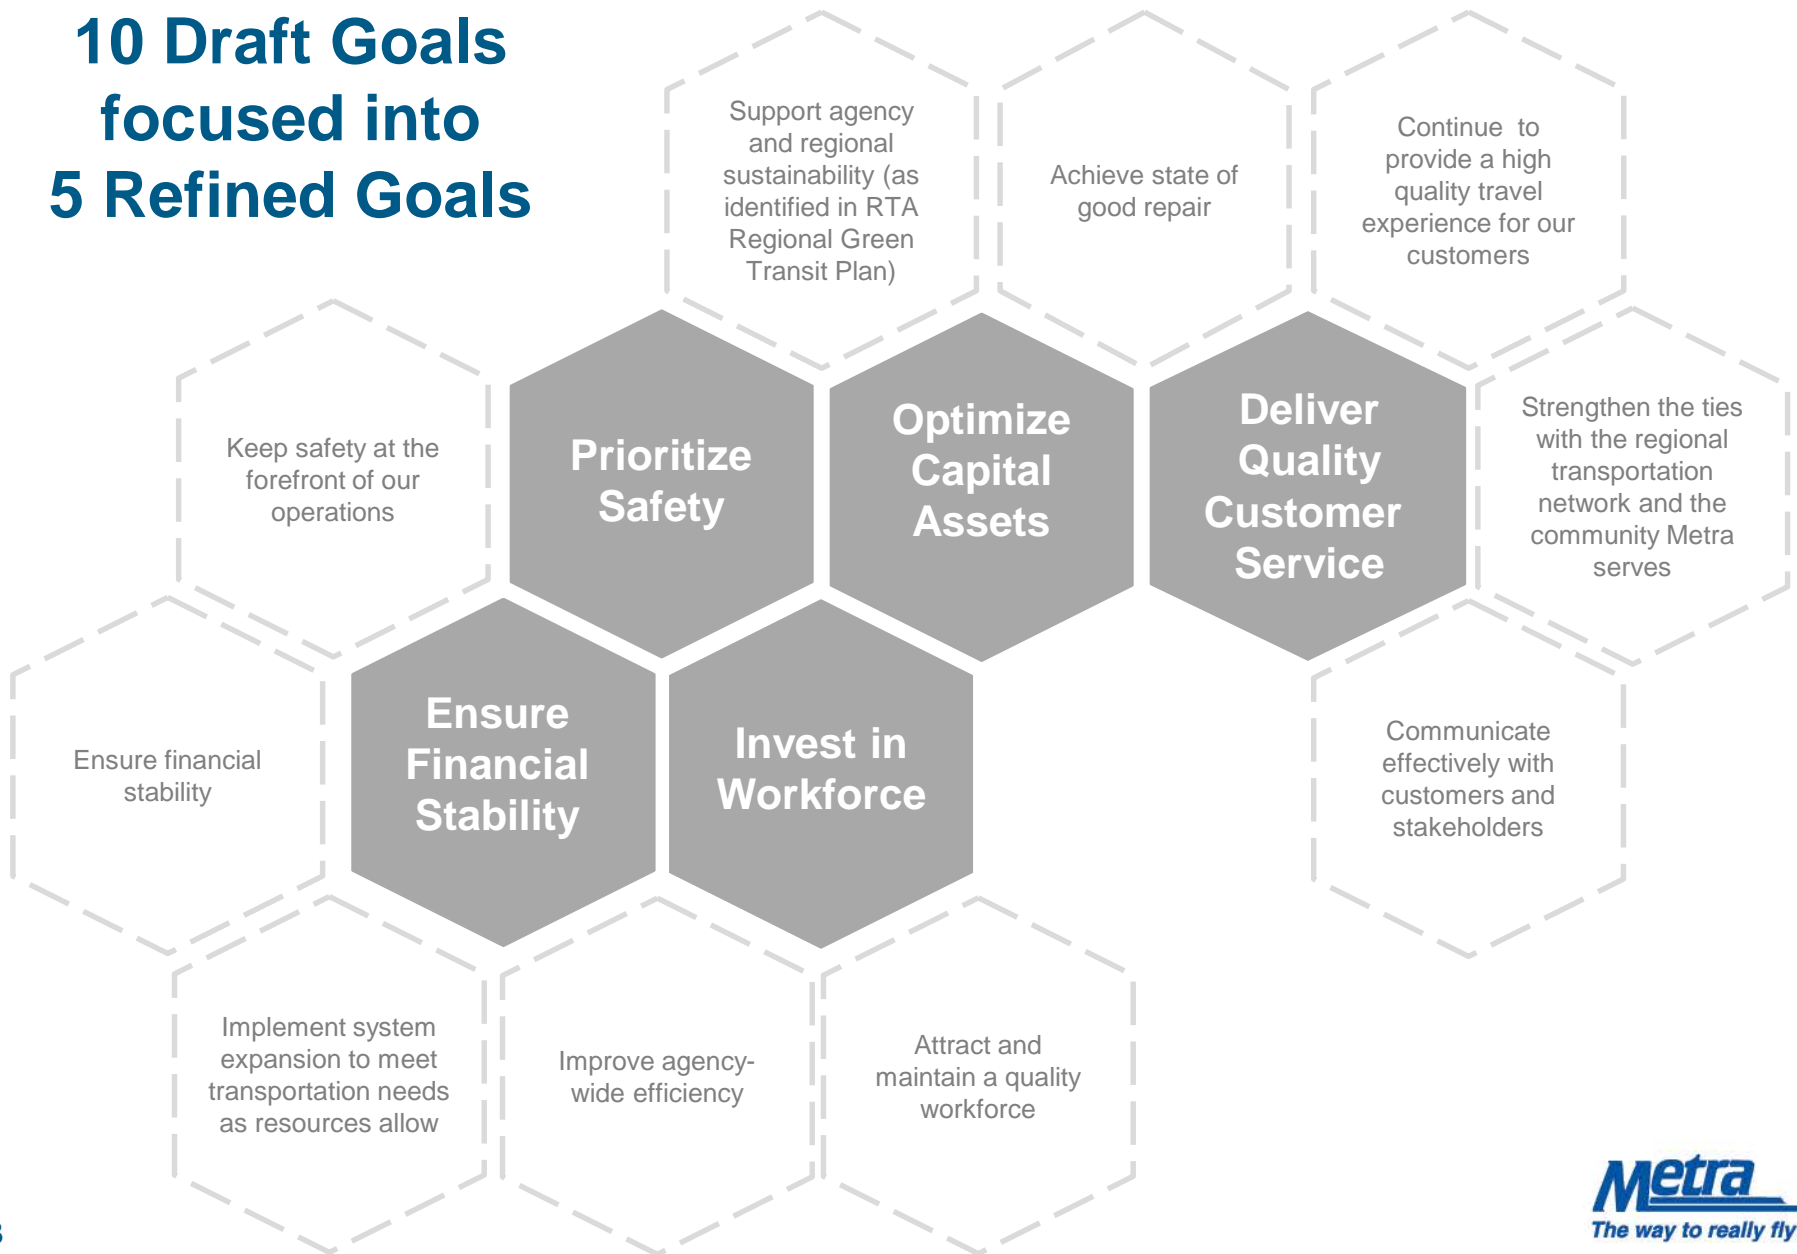 10 Draft Goals
focused into
5 Refined Goals
Support agency
and regional
sustainability (as
identified in RTA
Regional Green
Transit Plan)
Achieve state of
good repair
Continue to
provide a high
quality travel
experience for our
customers
Keep safety at the
forefront of our
operations
Prioritize
Safety
Optimize
Capital
Assets
Deliver
Quality
Customer
Service
Strengthen the ties
with the regional
transportation
network and the
community Metra
serves
Ensure financial
stability
Ensure
Financial
Stability
Invest in
Workforce
Communicate
effectively with
customers and
stakeholders
Implement system
expansion to meet
transportation needs
as resources allow
Improve agency-
wide efficiency
Attract and
maintain a quality
workforce
Metra
The way to really fly